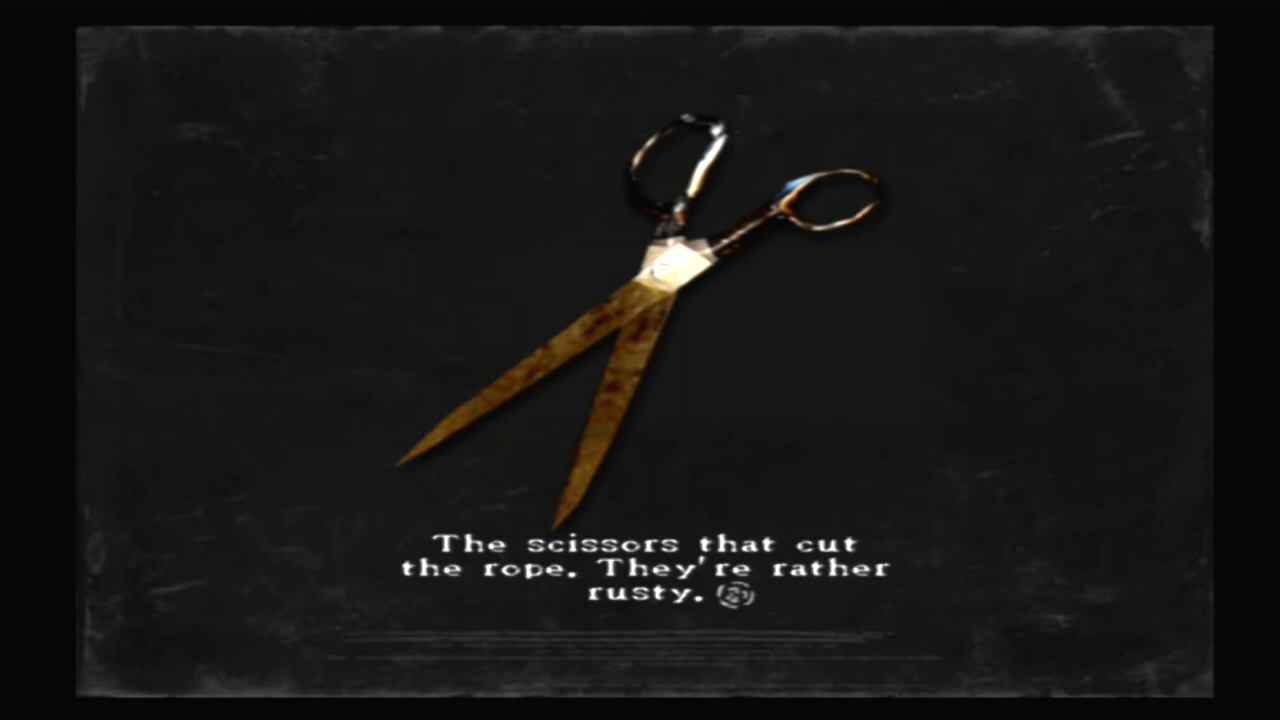 The scissors that cut
the rope. They're rather
rusty.